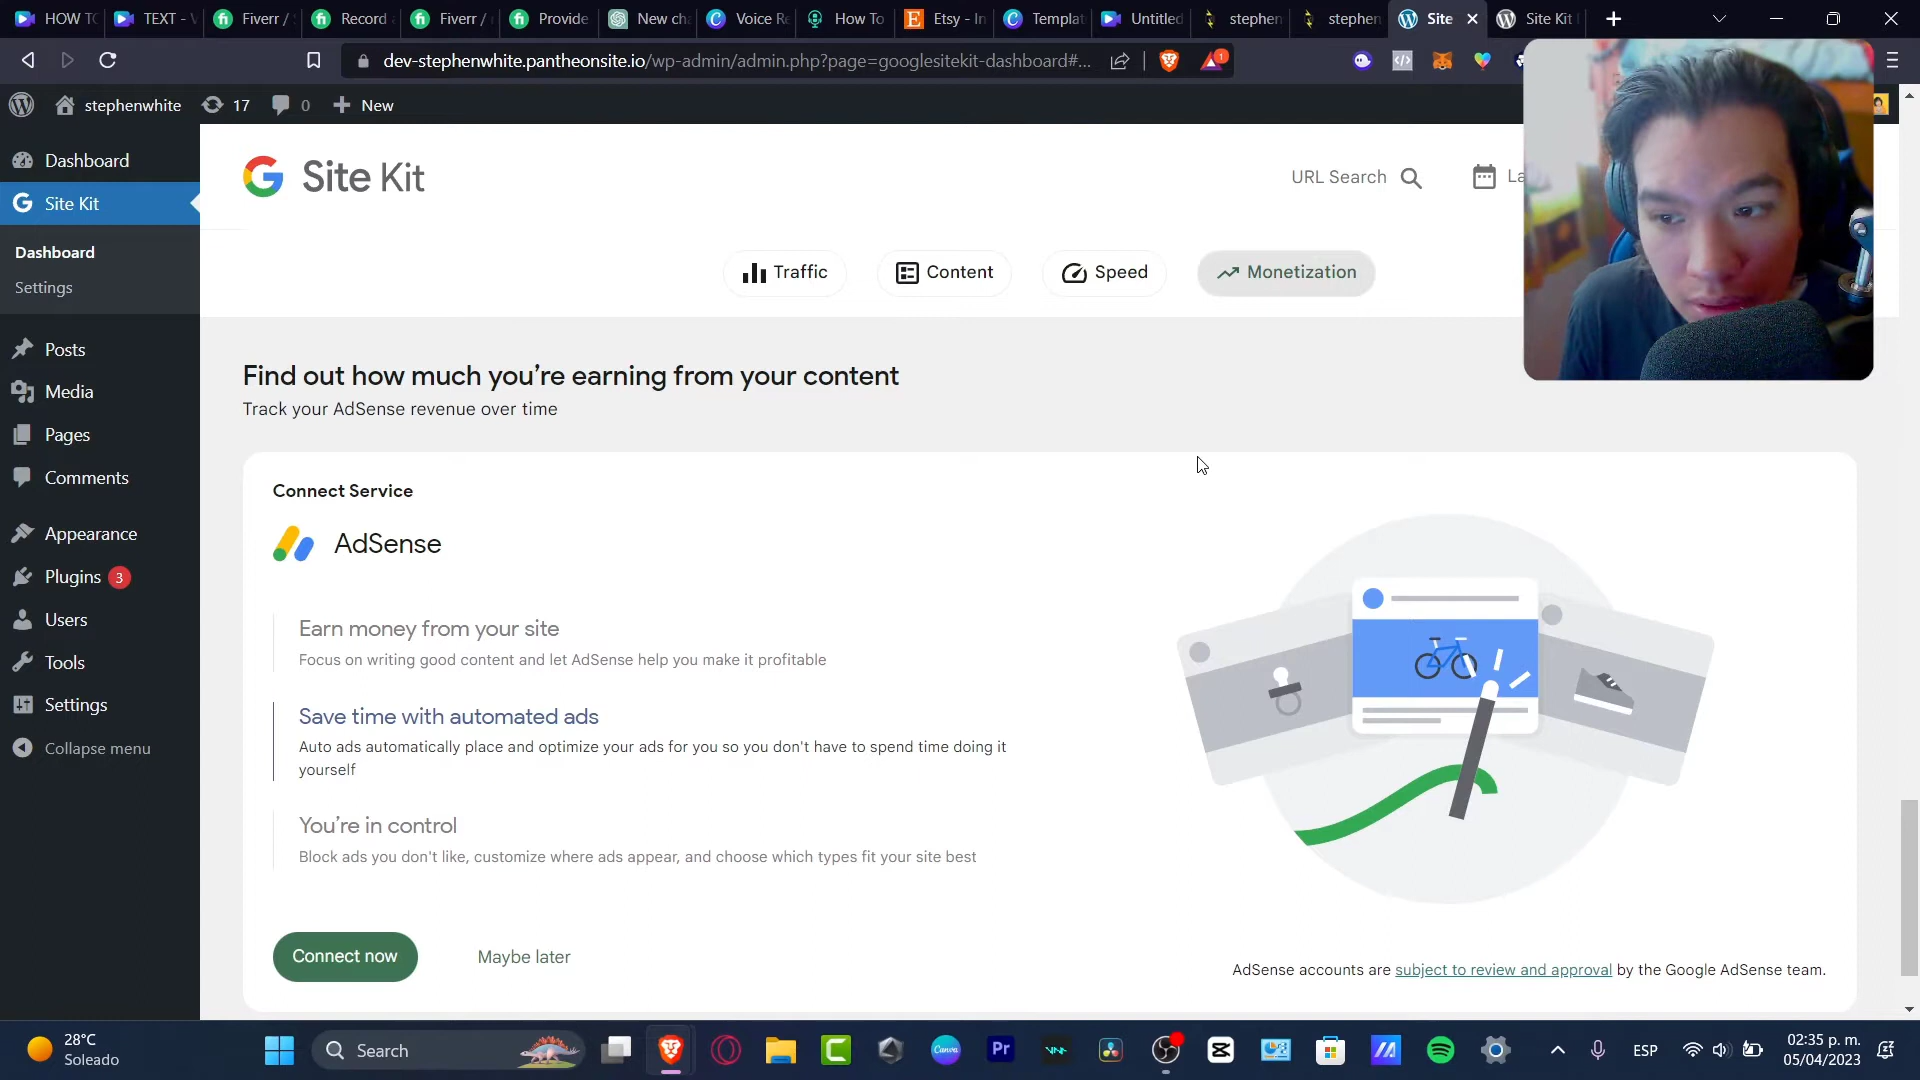 HOW TO
TEXT - V
Fiverr /
Record a
Fiverr /
Provide
New cha
Voice Re
How To
Etsy - In
Templat
Untitled
stephen
stephen
Site
Site Kit
dev-stephenwhite.pantheonsite.io/wp-admin/admin.php?page=googlesitekit-dashboard#...
1
stephenwhite
17
0
New
Dashboard
Site Kit
Dashboard
Settings
Posts
Media
Pages
Comments
Appearance
Plugins 3
Users
Tools
Settings
Collapse menu
Site Kit
URL Search
La
Traffic
Content
Speed
Monetization
Find out how much you’re earning from your content
Track your AdSense revenue over time
Connect Service
AdSense
Earn money from your site
Focus on writing good content and let AdSense help you make it profitable
Save time with automated ads
Auto ads automatically place and optimize your ads for you so you don't have to spend time doing it
yourself
You’re in control
Block ads you don't like, customize where ads appear, and choose which types fit your site best
Connect now
Maybe later
AdSense accounts are subject to review and approval by the Google AdSense team.
28°C
Soleado
Search
Canva
Pr
ESP
02:35 p. m.
05/04/2023